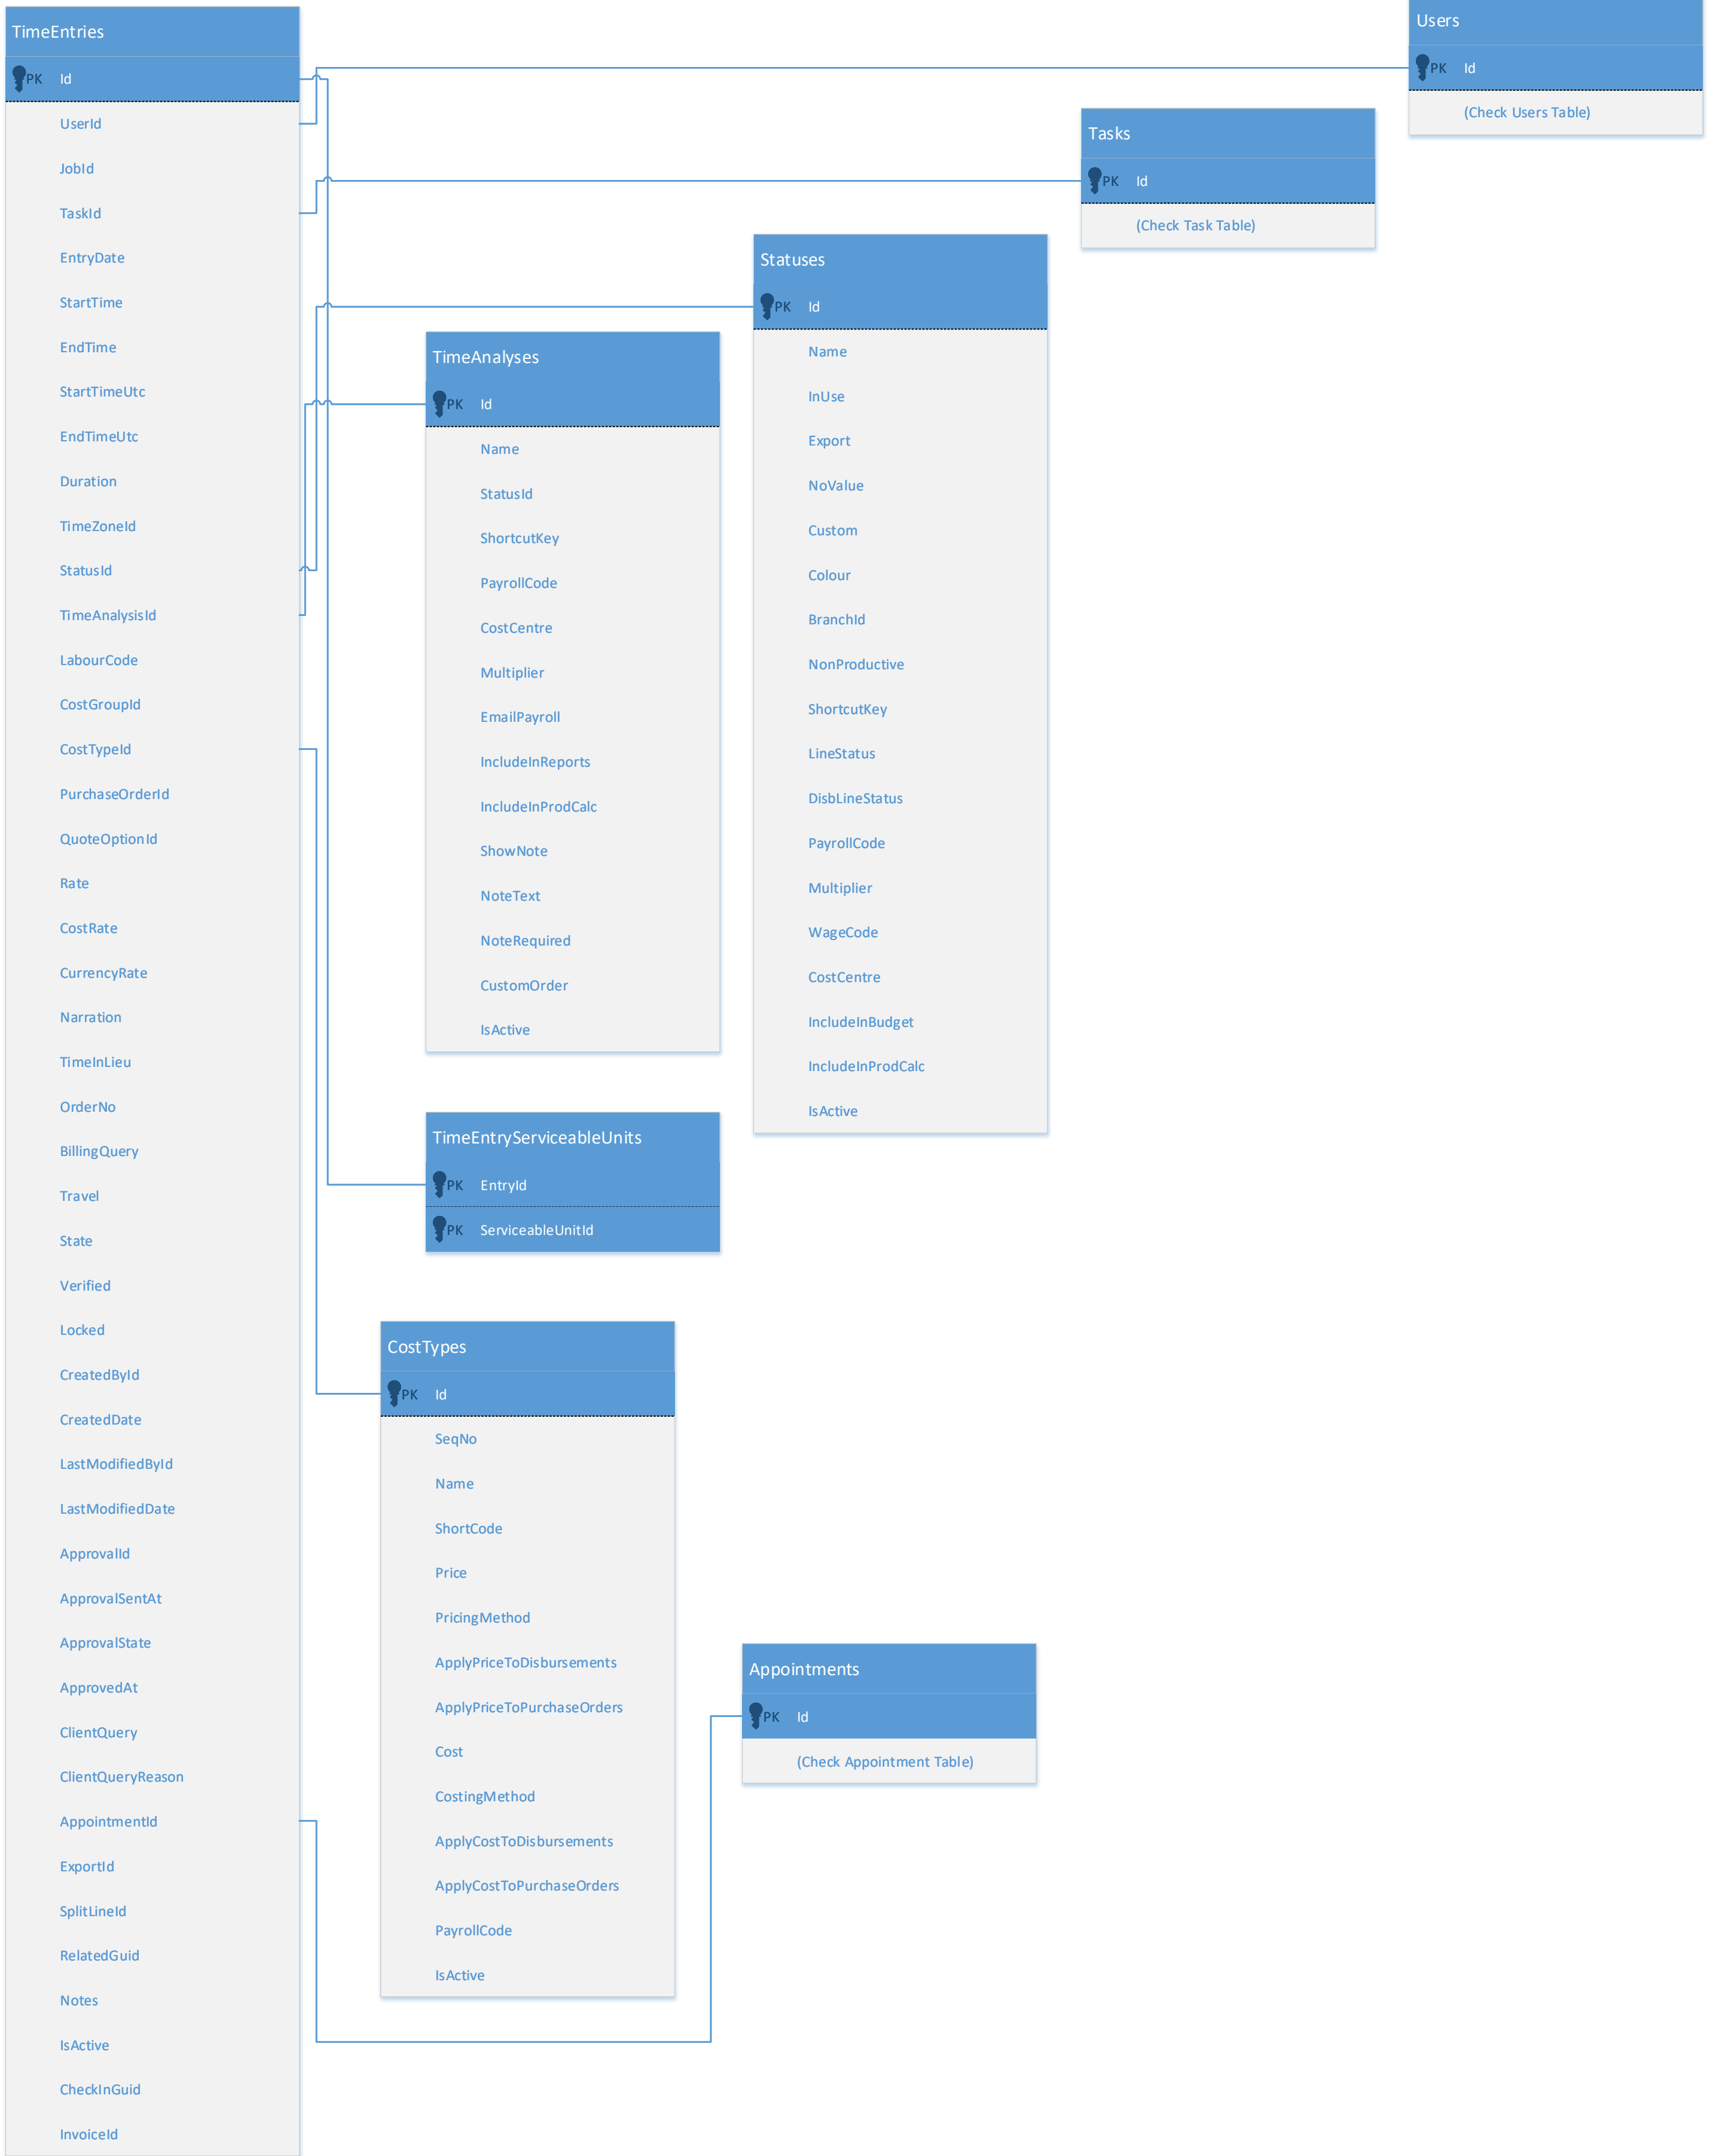 TimeEntries
PK Id
UserId
JobId
TaskId
EntryDate
StartTime
EndTime
StartTimeUtc
EndTimeUtc
Duration
TimeZoneId
StatusId
TimeAnalysisId
LabourCode
CostGroupId
CostTypeId
PurchaseOrderId
QuoteOptionId
Rate
CostRate
CurrencyRate
Narration
TimeInLieu
OrderNo
BillingQuery
Travel
State
Verified
Locked
CreatedById
CreatedDate
LastModifiedById
LastModifiedDate
ApprovalId
ApprovalSentAt
ApprovalState
ApprovedAt
ClientQuery
ClientQueryReason
AppointmentId
ExportId
SplitLineId
RelatedGuid
Notes
IsActive
CheckInGuid
InvoiceId
TimeAnalyses
PK Id
Name
StatusId
ShortcutKey
PayrollCode
CostCentre
Multiplier
EmailPayroll
IncludeInReports
IncludeInProdCalc
ShowNote
NoteText
NoteRequired
CustomOrder
IsActive
TimeEntryServiceableUnits
PK EntryId
PK ServiceableUnitId
CostTypes
PK Id
SeqNo
Name
ShortCode
Price
PricingMethod
ApplyPriceToDisbursements
ApplyPriceToPurchaseOrders
Cost
CostingMethod
ApplyCostToDisbursements
ApplyCostToPurchaseOrders
PayrollCode
IsActive
Statuses
PK Id
Name
InUse
Export
NoValue
Custom
Colour
BranchId
NonProductive
ShortcutKey
LineStatus
DisbLineStatus
PayrollCode
Multiplier
WageCode
CostCentre
IncludeInBudget
IncludeInProdCalc
IsActive
Appointments
PK Id
(Check Appointment Table)
Tasks
PK Id
(Check Task Table)
Users
PK Id
(Check Users Table)